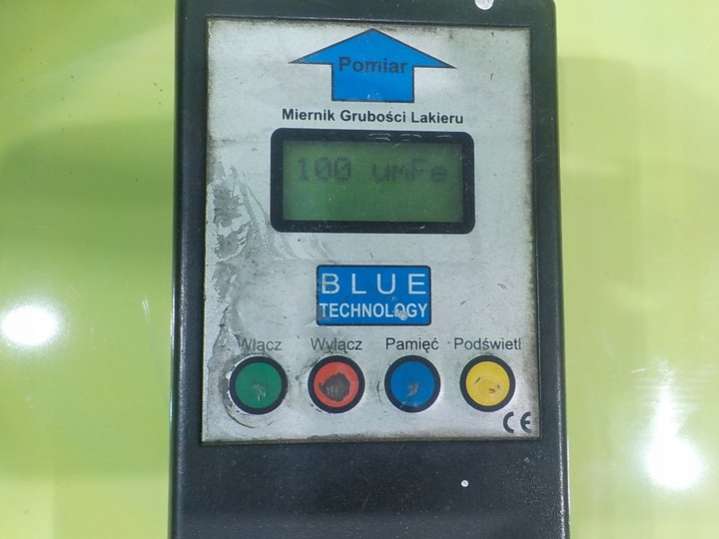 Pomiar
Miernik Grubości Lakieru
100 umFe
BLUE
TECHNOLOGY
Włącz Wyłącz Pamięć Podświetl
CE